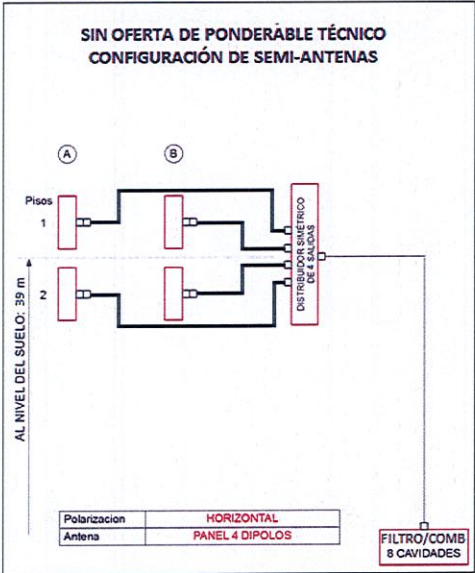 SIN OFERTA DE PONDERABLE TÉCNICO
CONFIGURACIÓN DE SEMI-ANTENAS
A
B
Pisos
1
2
AL NIVEL DEL SUELO: 39 m
DISTRIBUIDOR SIMÉTRICO
DE 4 SALIDAS
Polarizacion HORIZONTAL
Antena PANEL 4 DIPOLOS
FILTRO/COMB
8 CAVIDADES